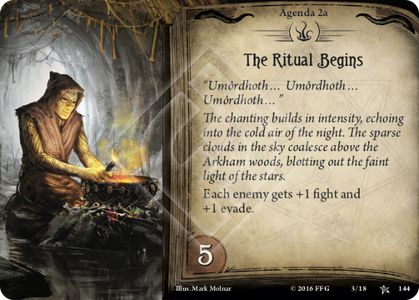 Agenda 2a
The Ritual Begins
“Umôrdhoth… Umôrdhoth…
Umôrdhoth…”
The chanting builds in intensity, echoing
into the cold air of the night. The sparse
clouds in the sky coalesce above the
Arkham woods, blotting out the faint
light of the stars.
Each enemy gets +1 fight and
+1 evade.
5
Illus. Mark Molnar © 2016 FFG 3/18 144